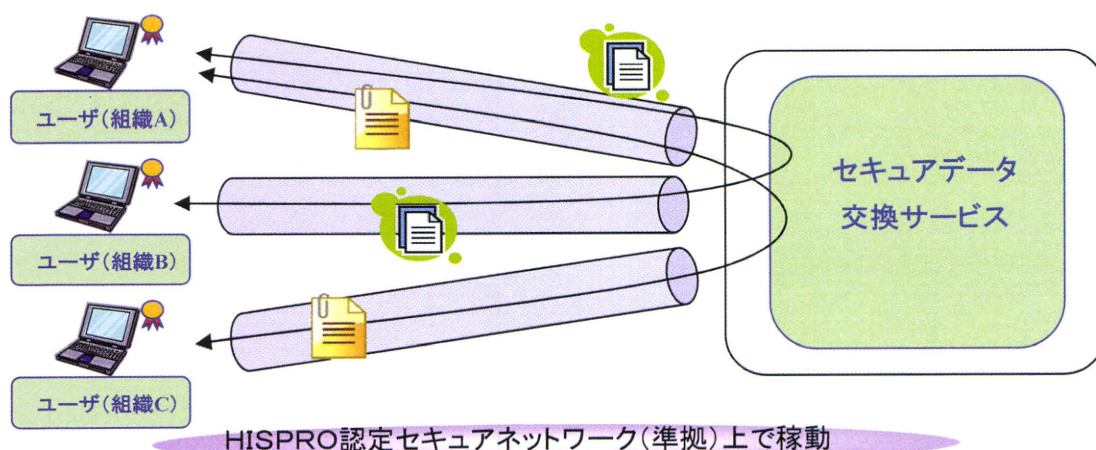 ユーザ(組織A)
ユーザ(組織B)
ユーザ(組織C)
セキュアデータ
交換サービス
HISPRO認定セキュアネットワーク(準拠)上で稼動